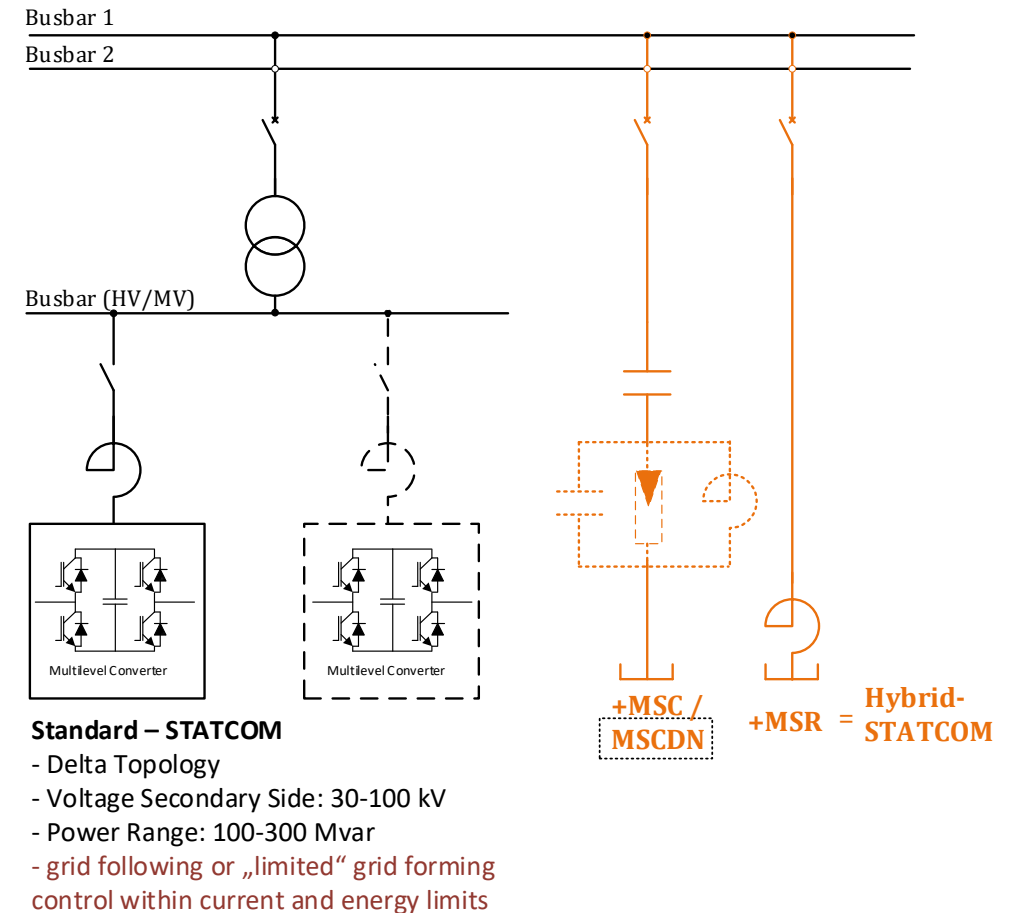 Busbar 1
Busbar 2
Busbar (HV/MV)
Multilevel Converter
Multilevel Converter
+MSC /
MSCDN
+MSR
=
Hybrid-
STATCOM
Standard – STATCOM
- Delta Topology
- Voltage Secondary Side: 30-100 kV
- Power Range: 100-300 Mvar
- grid following or „limited“ grid forming
control within current and energy limits